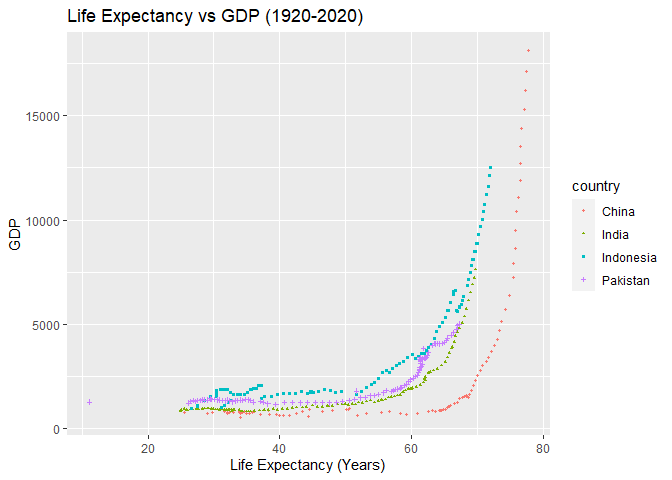 Life Expectancy vs GDP (1920-2020)
GDP
15000
10000
5000
0
20
40
60
80
Life Expectancy (Years)
country
China
India
Indonesia
Pakistan